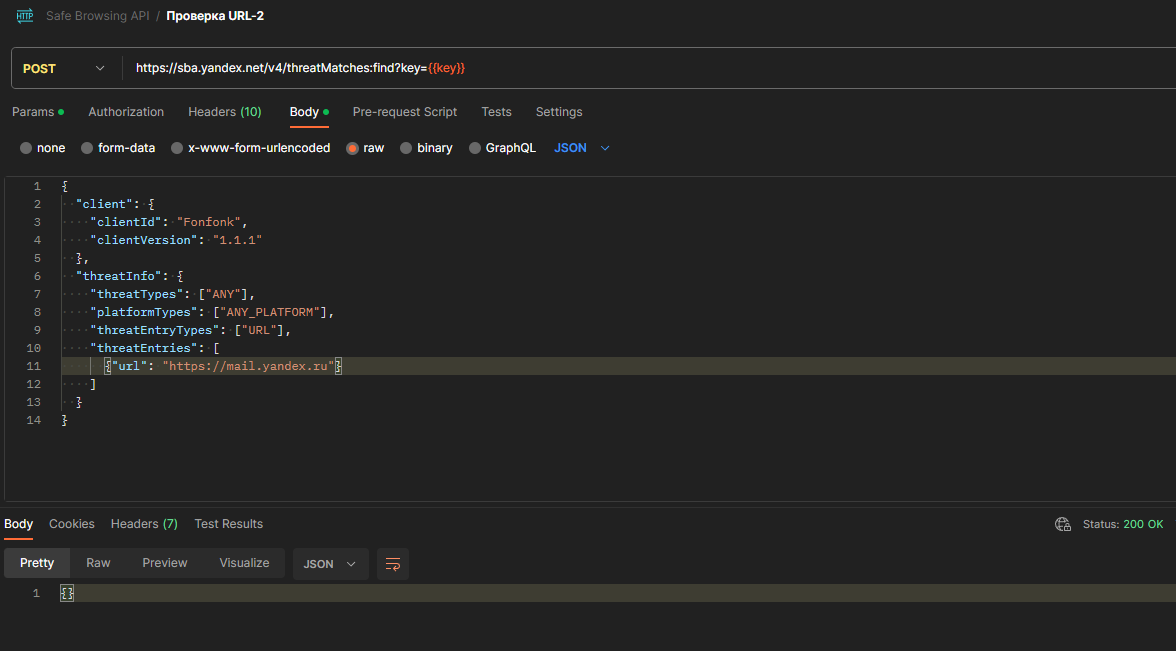 HTTP Safe Browsing API / Проверка URL-2
POST https://sba.yandex.net/v4/threatMatches:find?key={{key}}
Params Authorization Headers (10) Body Pre-request Script Tests Settings
none form-data x-www-form-urlencoded raw binary GraphQL JSON
1 {
2 "client": {
3 "clientId": "Fonfonk",
4 "clientVersion": "1.1.1"
5 },
6 "threatInfo": {
7 "threatTypes": ["ANY"],
8 "platformTypes": ["ANY_PLATFORM"],
9 "threatEntryTypes": ["URL"],
10 "threatEntries": [
11 {"url": "https://mail.yandex.ru"}
12 ]
13 }
14 }
Body Cookies Headers (7) Test Results Status: 200 OK
Pretty Raw Preview Visualize JSON
1 {}